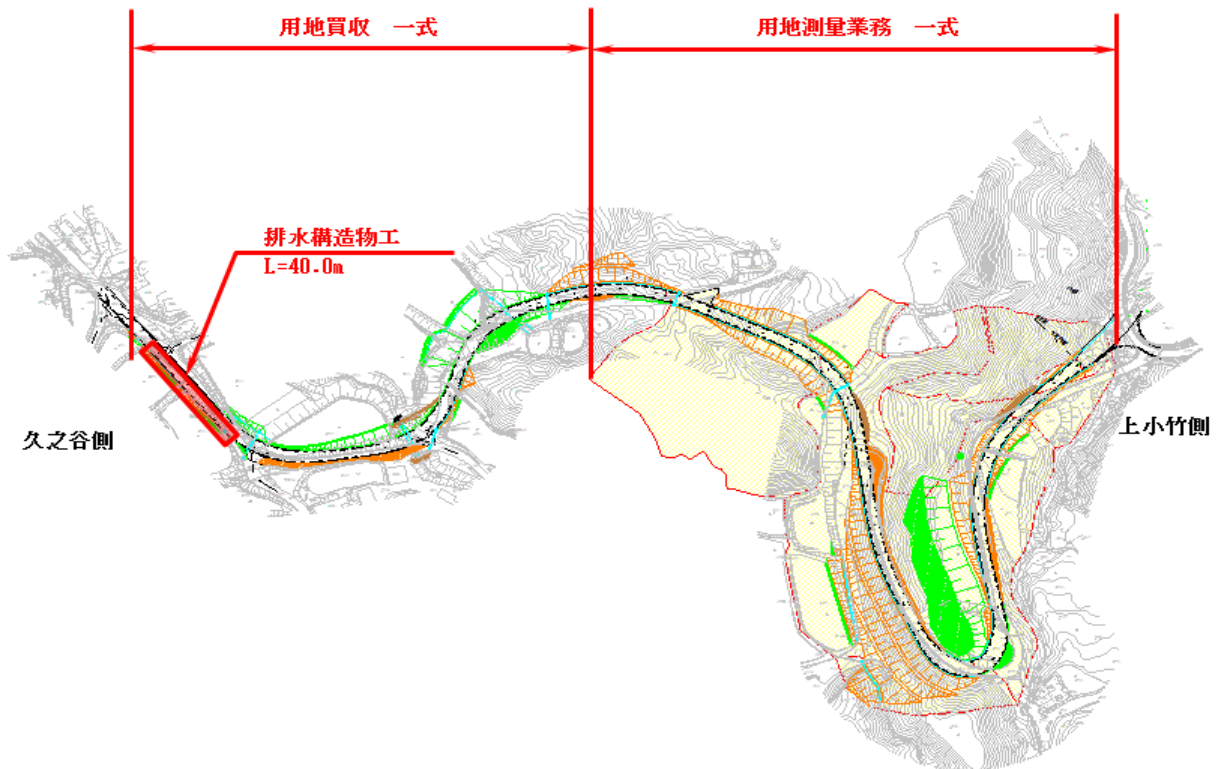 用地買収 一式
用地測量業務 一式
排水構造物工
L=40.0m
久之谷側
上小竹側